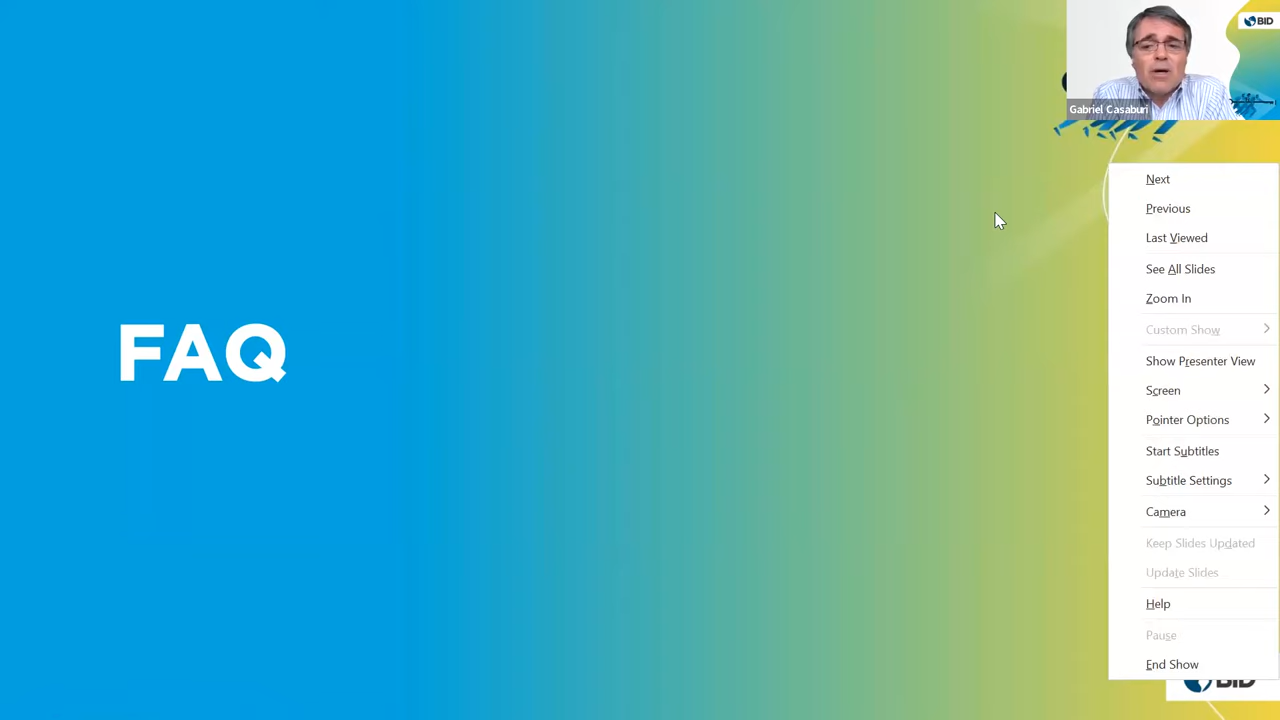 BID
Gabriel Casaburi
Next
Previous
Last Viewed
See All Slides
Zoom In
Custom Show
Show Presenter View
Screen
Pointer Options
Start Subtitles
Subtitle Settings
Camera
Keep Slides Updated
Update Slides
Help
Pause
End Show
FAQ
BID